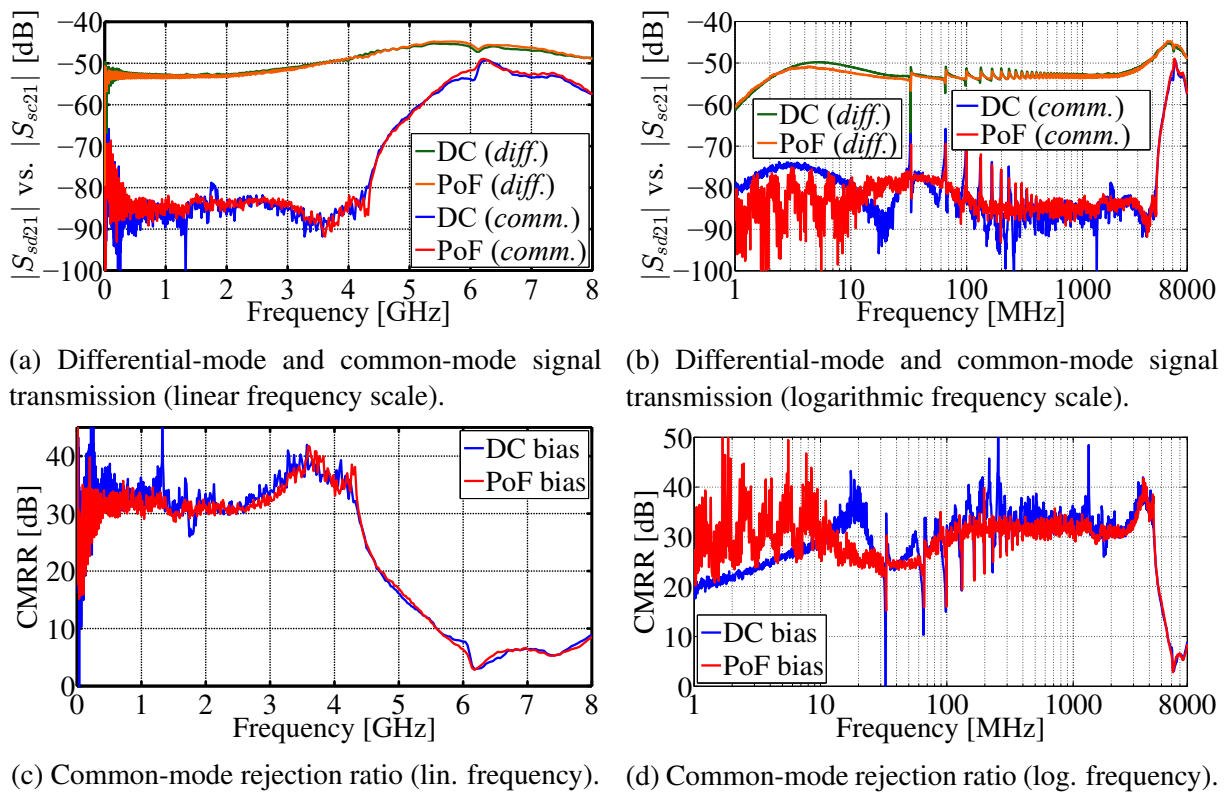 |S_sd21| vs. |S_sc21| [dB]
−40
−50
−60
−70
−80
−90
−100
DC (diff.)
PoF (diff.)
DC (comm.)
PoF (comm.)
0 1 2 3 4 5 6 7 8
Frequency [GHz]
(a) Differential-mode and common-mode signal
transmission (linear frequency scale).
|S_sd21| vs. |S_sc21| [dB]
−40
−50
−60
−70
−80
−90
−100
DC (diff.)
PoF (diff.)
DC (comm.)
PoF (comm.)
1 10 100 1000 8000
Frequency [MHz]
(b) Differential-mode and common-mode signal
transmission (logarithmic frequency scale).
CMRR [dB]
40
30
20
10
0
DC bias
PoF bias
0 1 2 3 4 5 6 7 8
Frequency [GHz]
(c) Common-mode rejection ratio (lin. frequency).
CMRR [dB]
50
40
30
20
10
0
DC bias
PoF bias
1 10 100 1000 8000
Frequency [MHz]
(d) Common-mode rejection ratio (log. frequency).